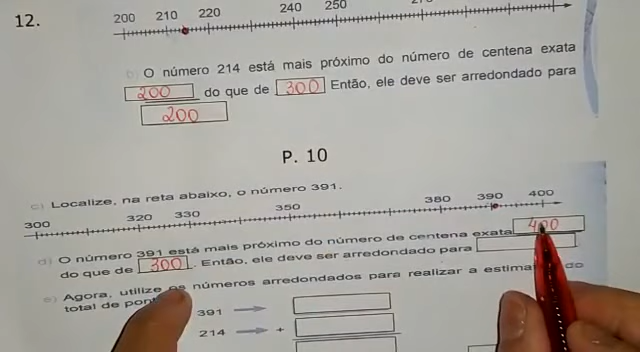 12.
200 210 220 240 250
b) O número 214 está mais próximo do número de centena exata
200 do que de 300 Então, ele deve ser arredondado para
200
P. 10
c) Localize, na reta abaixo, o número 391.
300 320 330 350 380 390 400
d) O número 391 está mais próximo do número de centena exata 400
do que de 300. Então, ele deve ser arredondado para
e) Agora, utilize os números arredondados para realizar a do
total de
391
214 +